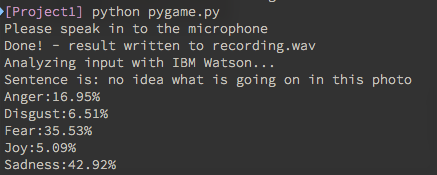 [Project1] python pygame.py
Please speak in to the microphone
Done! - result written to recording.wav
Analyzing input with IBM Watson...
Sentence is: no idea what is going on in this photo
Anger:16.95%
Disgust:6.51%
Fear:35.53%
Joy:5.09%
Sadness:42.92%